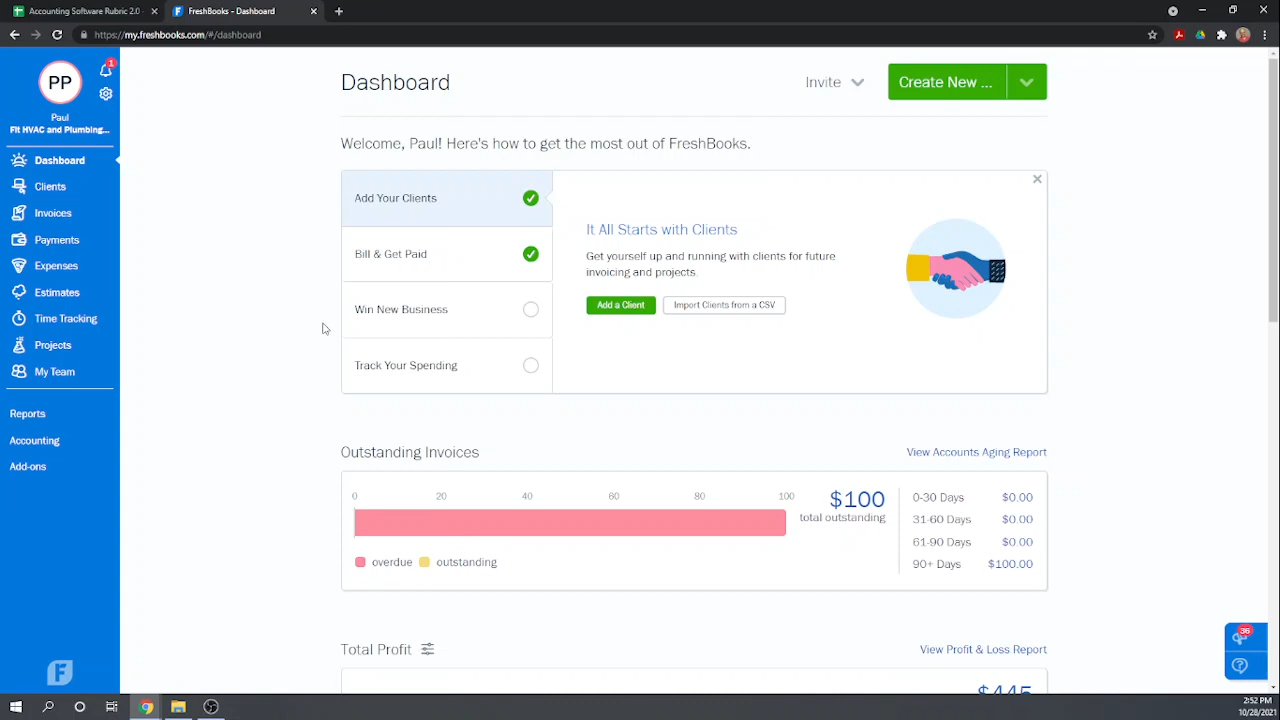 Accounting Software Rubric 2.0
FreshBooks - Dashboard
https://my.freshbooks.com/#/dashboard
PP
1
Paul
Fit HVAC and Plumbing...
Dashboard
Clients
Invoices
Payments
Expenses
Estimates
Time Tracking
Projects
My Team
Reports
Accounting
Add-ons
F
Dashboard
Invite
Create New ...
Welcome, Paul! Here's how to get the most out of FreshBooks.
Add Your Clients
Bill & Get Paid
Win New Business
Track Your Spending
It All Starts with Clients
Get yourself up and running with clients for future
invoicing and projects.
Add a Client
Import Clients from a CSV
Outstanding Invoices
View Accounts Aging Report
0 20 40 60 80 100
$100
total outstanding
overdue
outstanding
0-30 Days $0.00
31-60 Days $0.00
61-90 Days $0.00
90+ Days $100.00
Total Profit
View Profit & Loss Report
$445
36
2:52 PM
10/28/2021